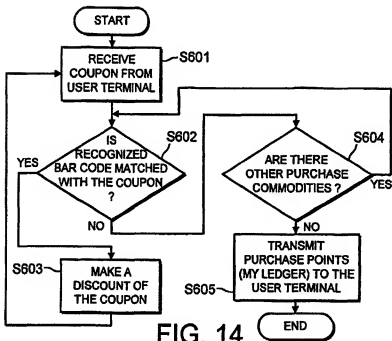 START
RECEIVE
COUPON FROM
USER TERMINAL
S601
IS
RECOGNIZED
BAR CODE MATCHED
WITH THE COUPON
?
S602
YES
NO
S603
MAKE A
DISCOUNT OF
THE COUPON
ARE THERE
OTHER PURCHASE
COMMODITIES ?
S604
YES
NO
TRANSMIT
PURCHASE POINTS
(MY LEDGER) TO THE
USER TERMINAL
S605
END
FIG. 14